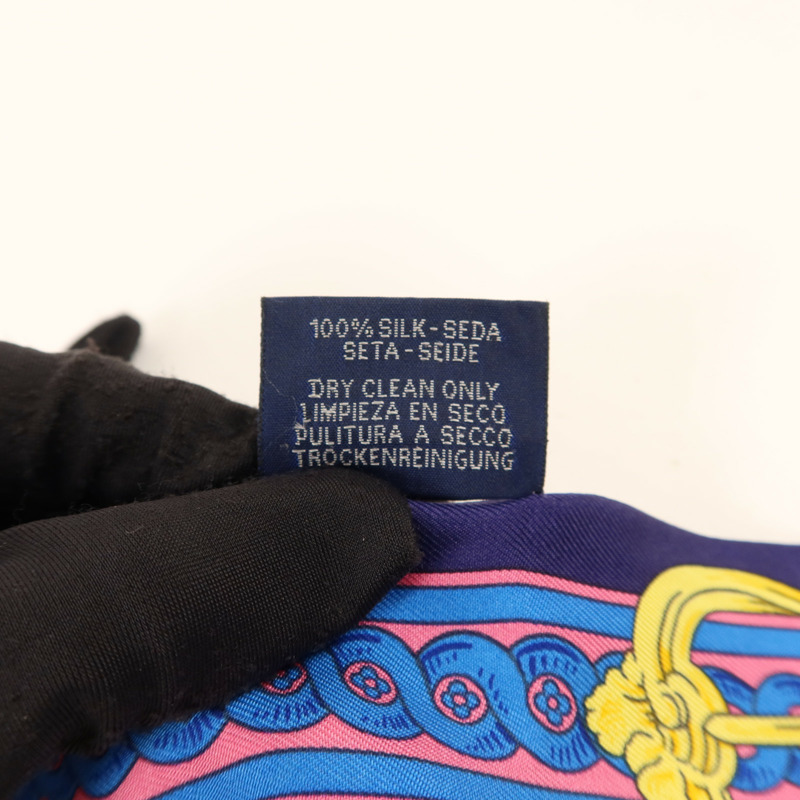 100% SILK-SEDA
SETA-SEIDE
DRY CLEAN ONLY
LIMPIEZA EN SECO
PULITURA A SECCO
TROCKENREINIGUNG